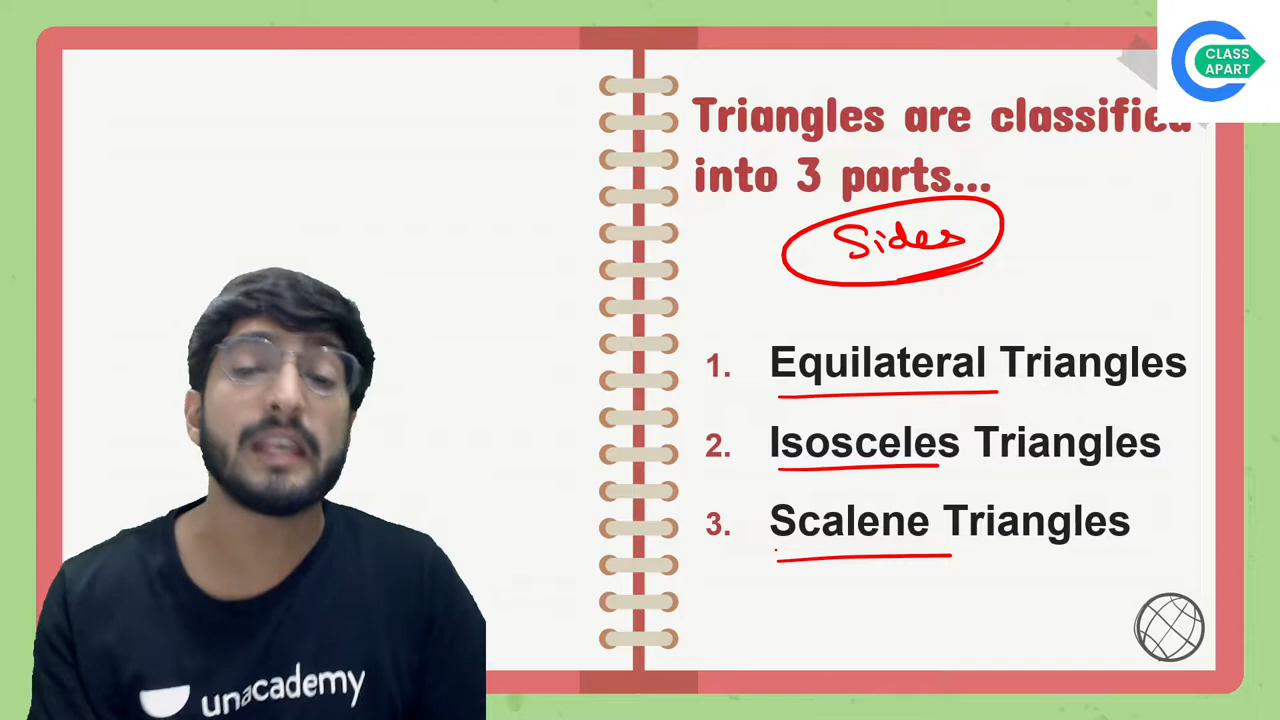 CLASS
APART
Triangles are classified
into 3 parts...
Sides
1. Equilateral Triangles
2. Isosceles Triangles
3. Scalene Triangles
unacademy